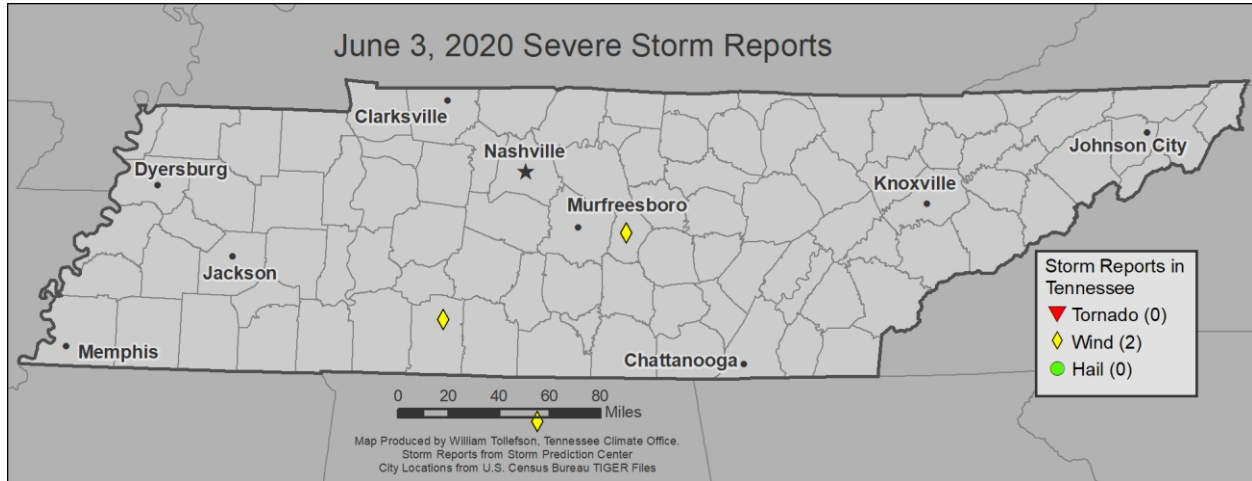 June 3, 2020 Severe Storm Reports
Clarksville
Nashville
Johnson City
Dyersburg
Knoxville
Murfreesboro
Jackson
Storm Reports in
Tennessee
Tornado (0)
Wind (2)
Hail (0)
Memphis
Chattanooga
0 20 40 60 80
Miles
Map Produced by William Tollefson, Tennessee Climate Office.
Storm Reports from Storm Prediction Center
City Locations from U.S. Census Bureau TIGER Files